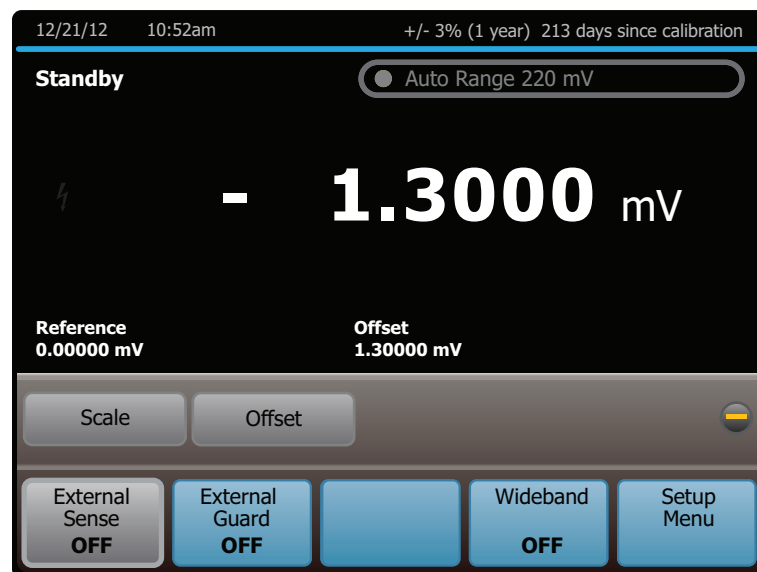 12/21/12 10:52am +/- 3% (1 year) 213 days since calibration
Standby Auto Range 220 mV
- 1.3000 mV
Reference Offset
0.00000 mV 1.30000 mV
Scale Offset
External Sense OFF
External Guard OFF
Wideband OFF
Setup Menu